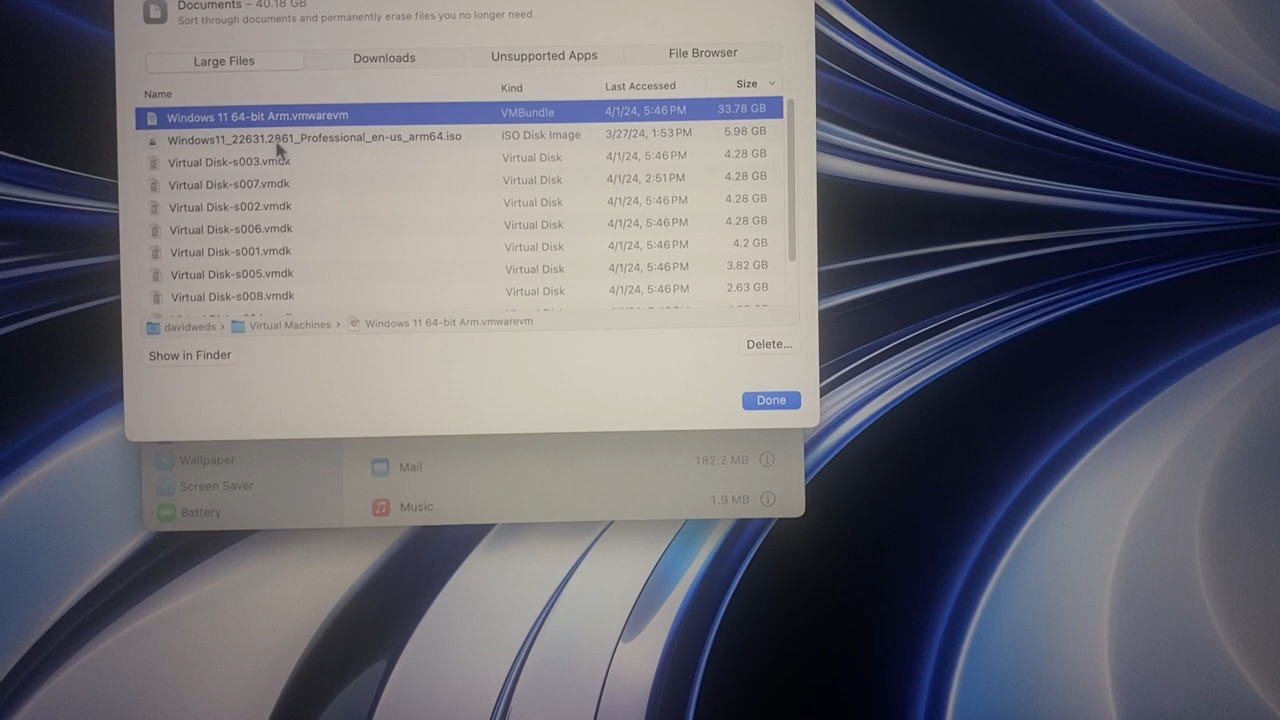 Documents – 40.18 GB
Sort through documents and permanently erase files you no longer need.
Large Files Downloads Unsupported Apps File Browser
Name Kind Last Accessed Size
Windows 11 64-bit Arm.vmwarevm VMBundle 4/1/24, 5:46 PM 33.78 GB
Windows11_22631.2861_Professional_en-us_arm64.iso ISO Disk Image 3/27/24, 1:53 PM 5.98 GB
Virtual Disk-s003.vmdk Virtual Disk 4/1/24, 5:46 PM 4.28 GB
Virtual Disk-s007.vmdk Virtual Disk 4/1/24, 2:51 PM 4.28 GB
Virtual Disk-s002.vmdk Virtual Disk 4/1/24, 5:46 PM 4.28 GB
Virtual Disk-s006.vmdk Virtual Disk 4/1/24, 5:46 PM 4.28 GB
Virtual Disk-s001.vmdk Virtual Disk 4/1/24, 5:46 PM 4.2 GB
Virtual Disk-s005.vmdk Virtual Disk 4/1/24, 5:46 PM 3.82 GB
Virtual Disk-s008.vmdk Virtual Disk 4/1/24, 5:46 PM 2.63 GB
davidweds › Virtual Machines › Windows 11 64-bit Arm.vmwarevm
Show in Finder Delete...
Done
Wallpaper Mail 182.2 MB
Screen Saver
Battery Music 1.9 MB